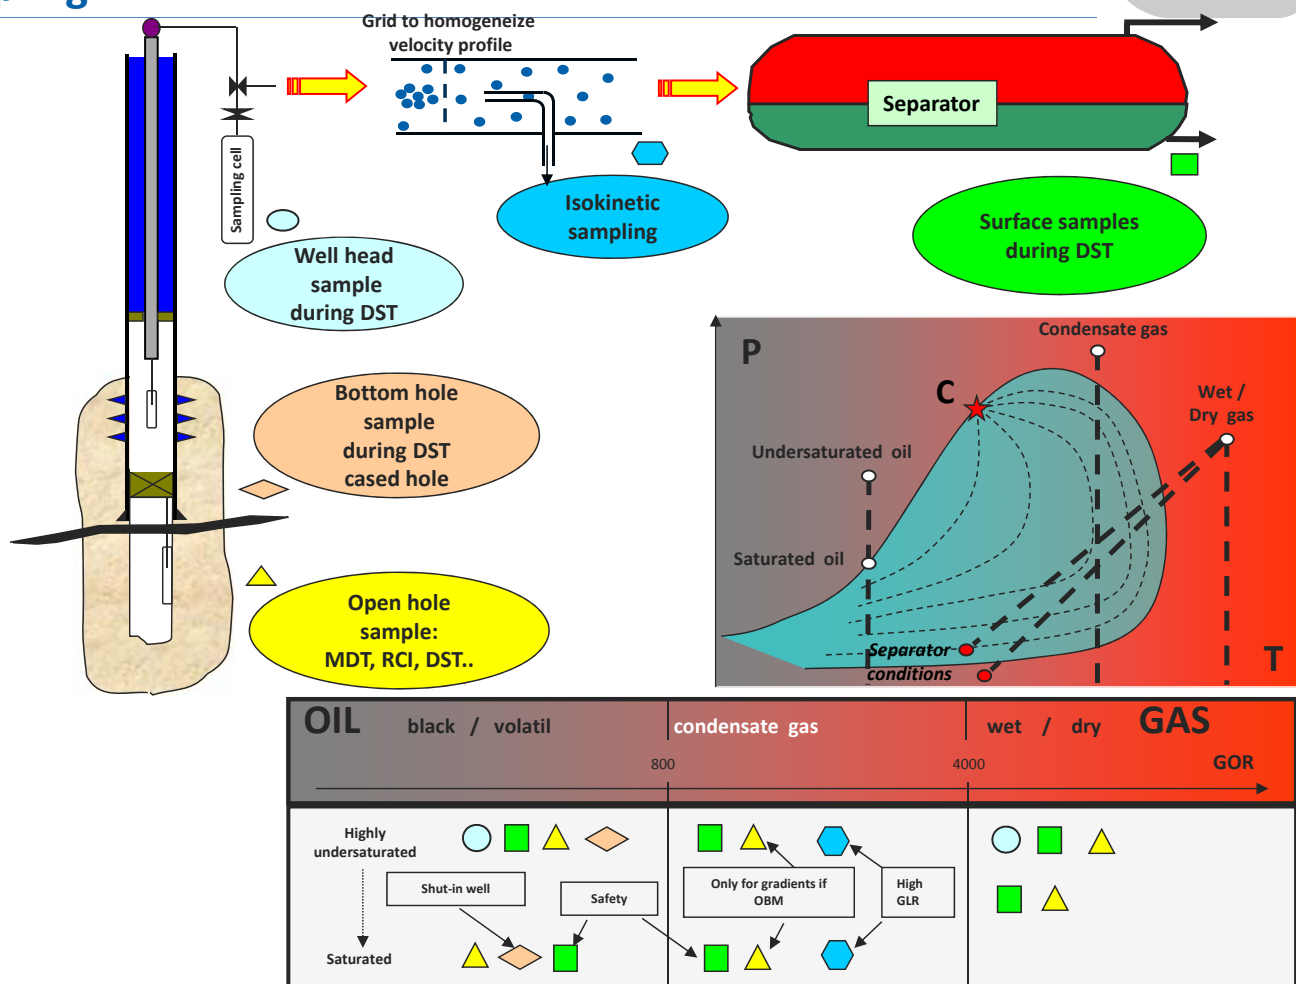 Grid to homogeneize
velocity profile
Separator
Sampling cell
Isokinetic
sampling
Surface samples
during DST
Well head
sample
during DST
Bottom hole
sample
during DST
cased hole
Open hole
sample:
MDT, RCI, DST..
P
Condensate gas
C
Wet /
Dry gas
Undersaturated oil
Saturated oil
Separator
conditions
T
OIL black / volatil condensate gas wet / dry GAS
800 4000 GOR
Highly
undersaturated
Shut-in well
Safety
Only for gradients if
OBM
High
GLR
Saturated